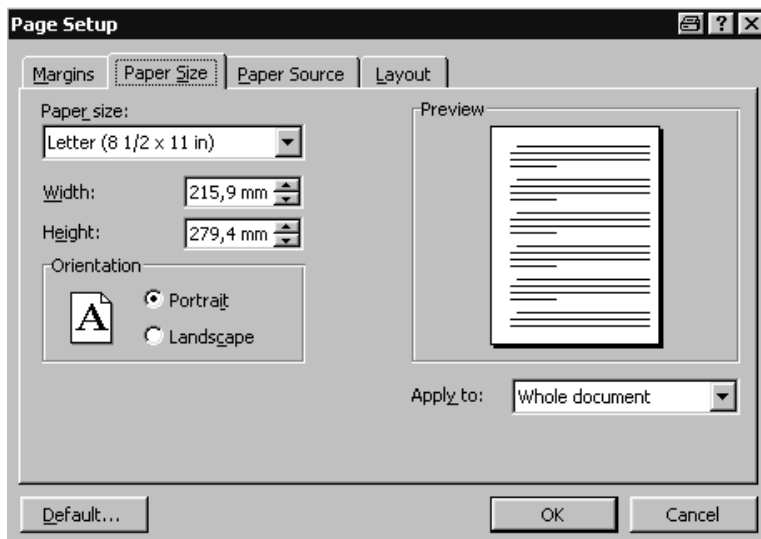 Page Setup
Margins Paper Size Paper Source Layout
Paper size:
Letter (8 1/2 x 11 in)
Width: 215,9 mm
Height: 279,4 mm
Orientation
A
Portrait
Landscape
Preview
Apply to: Whole document
Default... OK Cancel